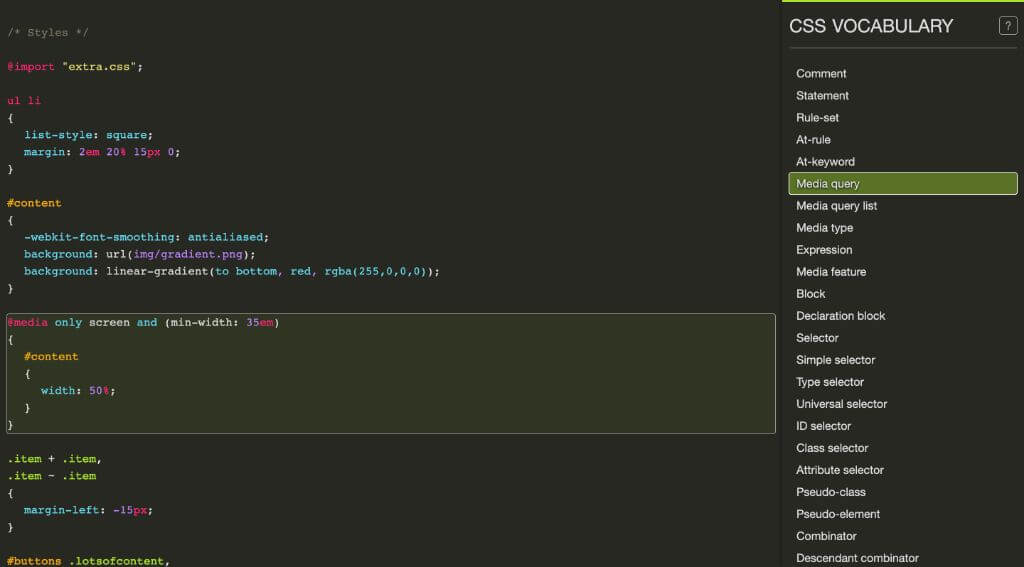 /* Styles */
@import "extra.css";
ul li
{
list-style: square;
margin: 2em 20% 15px 0;
}
#content
{
-webkit-font-smoothing: antialiased;
background: url(img/gradient.png);
background: linear-gradient(to bottom, red, rgba(255,0,0,0));
}
@media only screen and (min-width: 35em)
{
#content
{
width: 50%;
}
}
.item + .item,
.item ~ .item
{
margin-left: -15px;
}
#buttons .lotsofcontent,
CSS VOCABULARY
?
Comment
Statement
Rule-set
At-rule
At-keyword
Media query
Media query list
Media type
Expression
Media feature
Block
Declaration block
Selector
Simple selector
Type selector
Universal selector
ID selector
Class selector
Attribute selector
Pseudo-class
Pseudo-element
Combinator
Descendant combinator